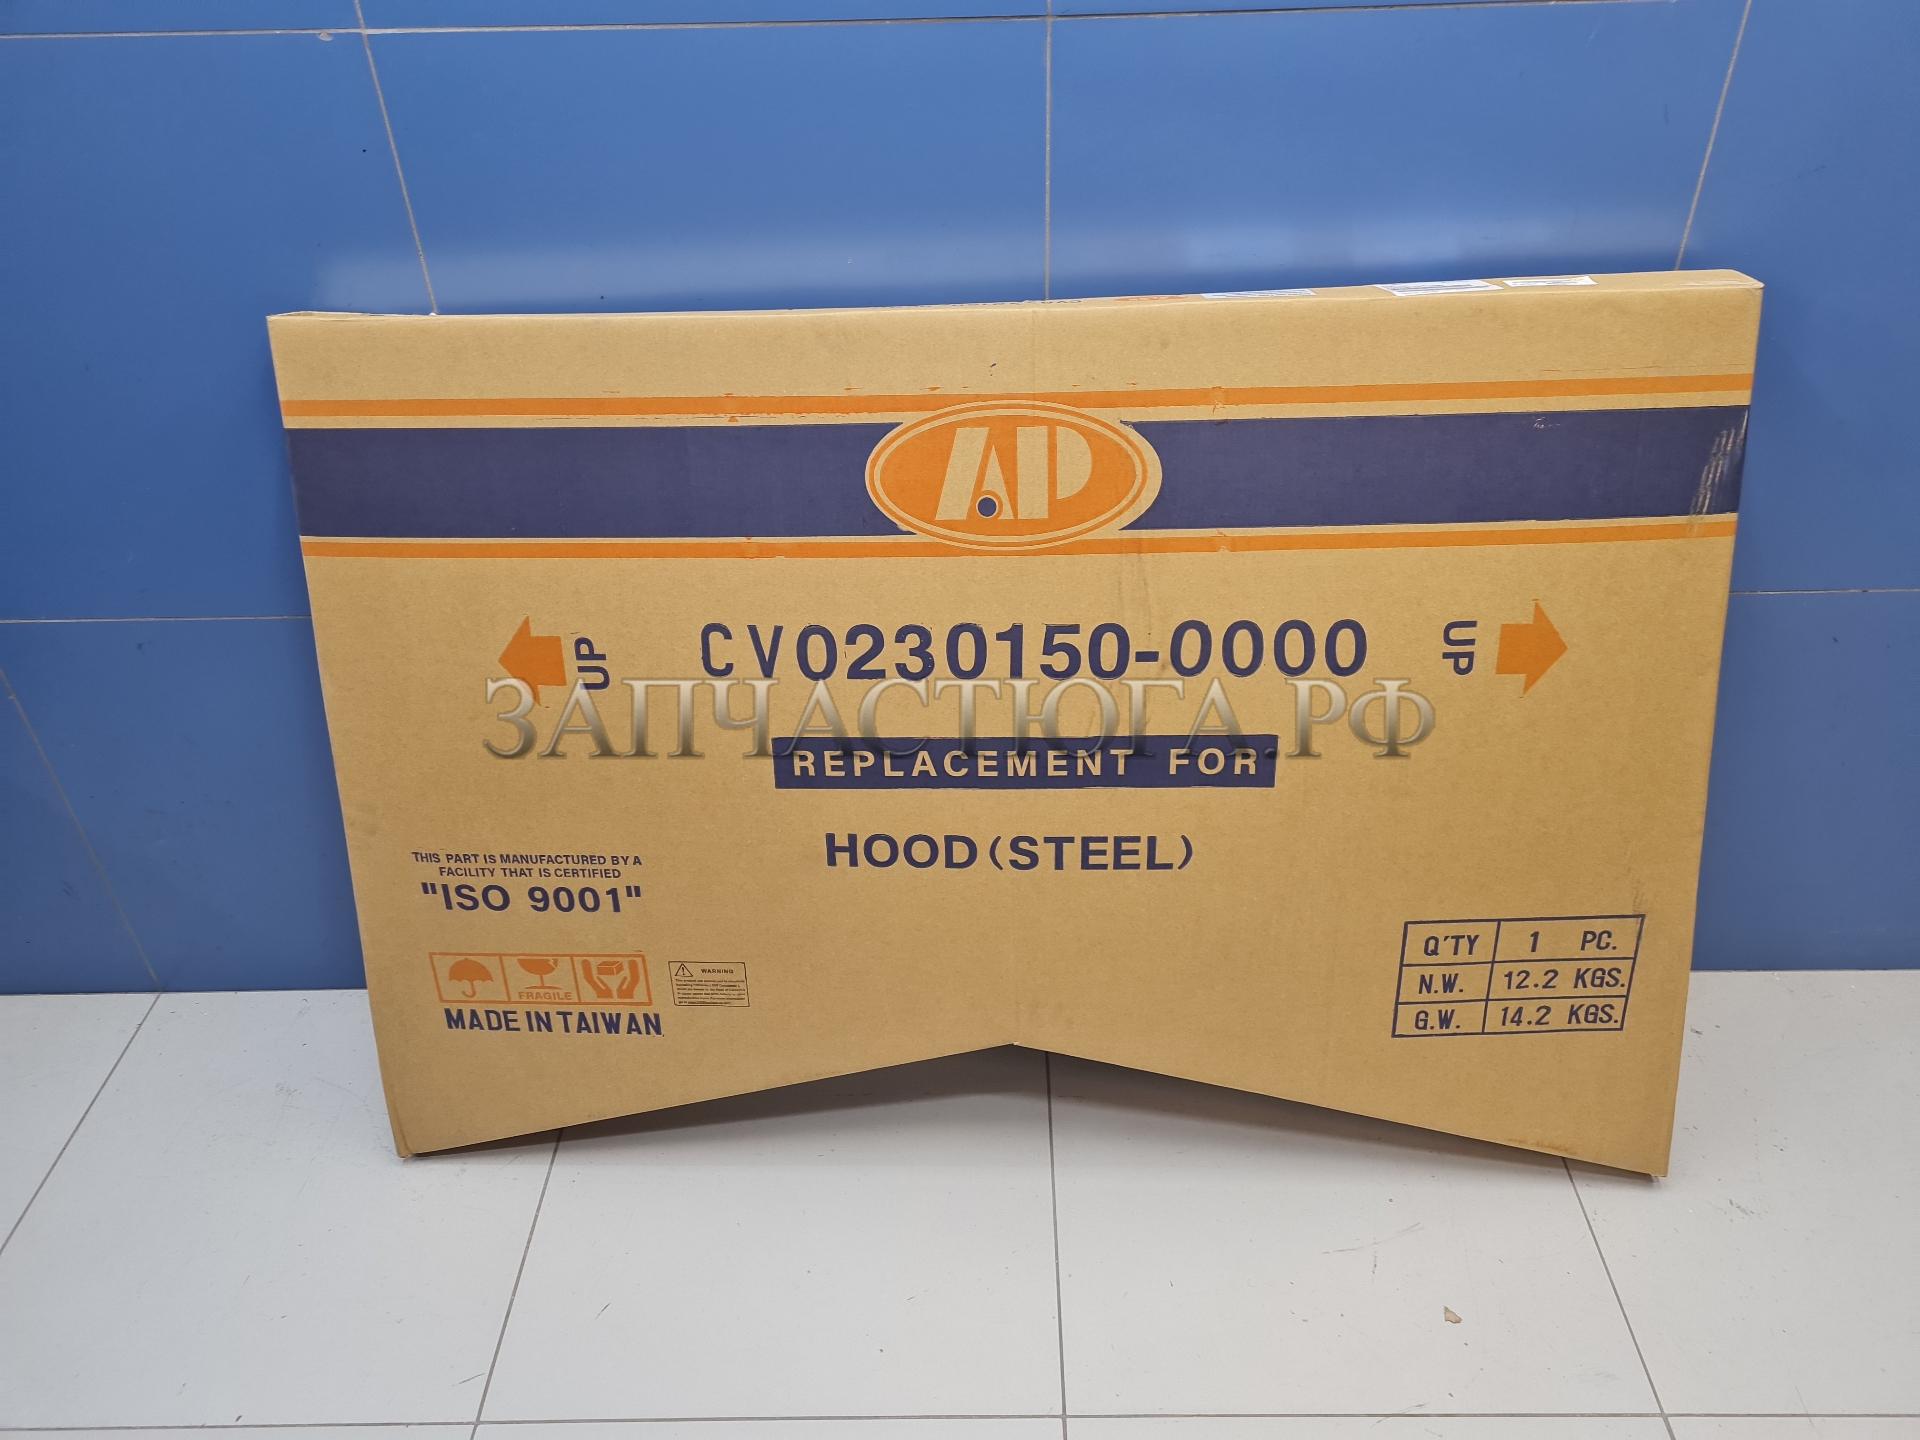 AP
UP
CV0230150-0000
UP
ЗАПЧАСТЮГА.РФ
REPLACEMENT FOR
HOOD (STEEL)
THIS PART IS MANUFACTURED BY A
FACILITY THAT IS CERTIFIED
"ISO 9001"
FRAGILE
MADE IN TAIWAN
WARNING
Q'TY 1 PC.
N.W. 12.2 KGS.
G.W. 14.2 KGS.